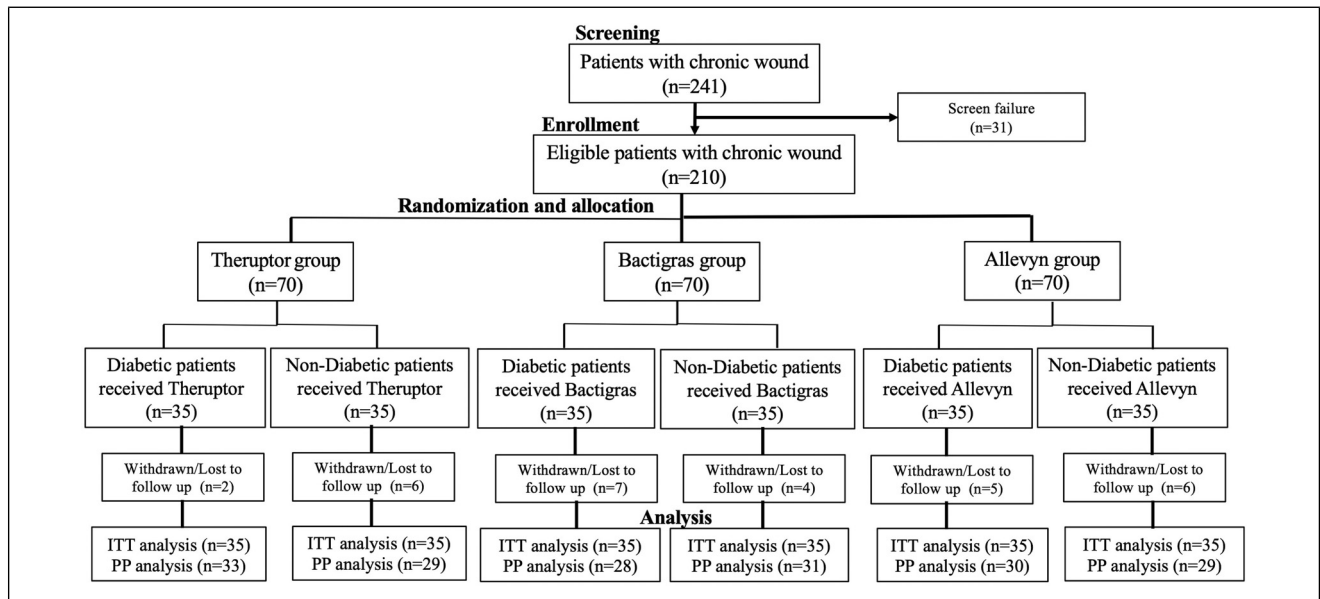 Screening
Patients with chronic wound
(n=241)
Screen failure
(n=31)
Enrollment
Eligible patients with chronic wound
(n=210)
Randomization and allocation
Theruptor group
(n=70)
Bactigras group
(n=70)
Allevyn group
(n=70)
Diabetic patients
received Theruptor
(n=35)
Non-Diabetic patients
received Theruptor
(n=35)
Diabetic patients
received Bactigras
(n=35)
Non-Diabetic patients
received Bactigras
(n=35)
Diabetic patients
received Allevyn
(n=35)
Non-Diabetic patients
received Allevyn
(n=35)
Withdrawn/Lost to
follow up (n=2)
Withdrawn/Lost to
follow up (n=6)
Withdrawn/Lost to
follow up (n=7)
Withdrawn/Lost to
follow up (n=4)
Withdrawn/Lost to
follow up (n=5)
Withdrawn/Lost to
follow up (n=6)
Analysis
ITT analysis (n=35)
PP analysis (n=33)
ITT analysis (n=35)
PP analysis (n=29)
ITT analysis (n=35)
PP analysis (n=28)
ITT analysis (n=35)
PP analysis (n=31)
ITT analysis (n=35)
PP analysis (n=30)
ITT analysis (n=35)
PP analysis (n=29)